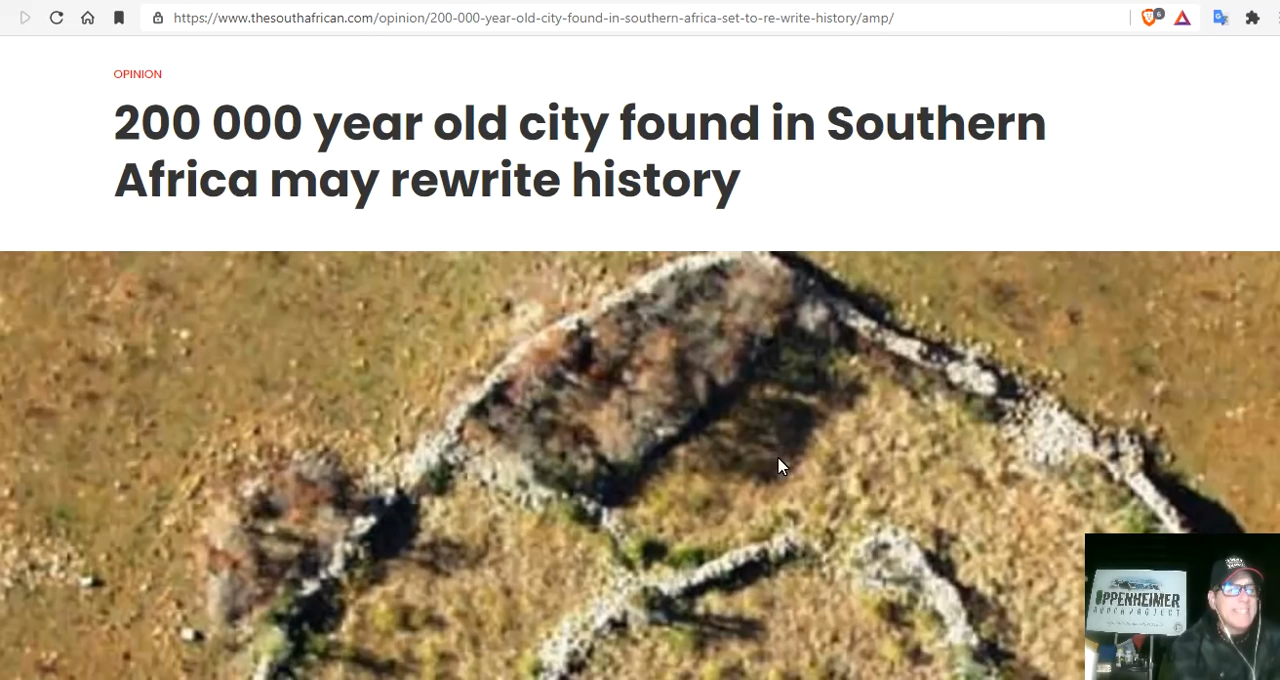 https://www.thesouthafrican.com/opinion/200-000-year-old-city-found-in-southern-africa-set-to-re-write-history/amp/
6
OPINION
200 000 year old city found in Southern
Africa may rewrite history
OPPENHEIMER